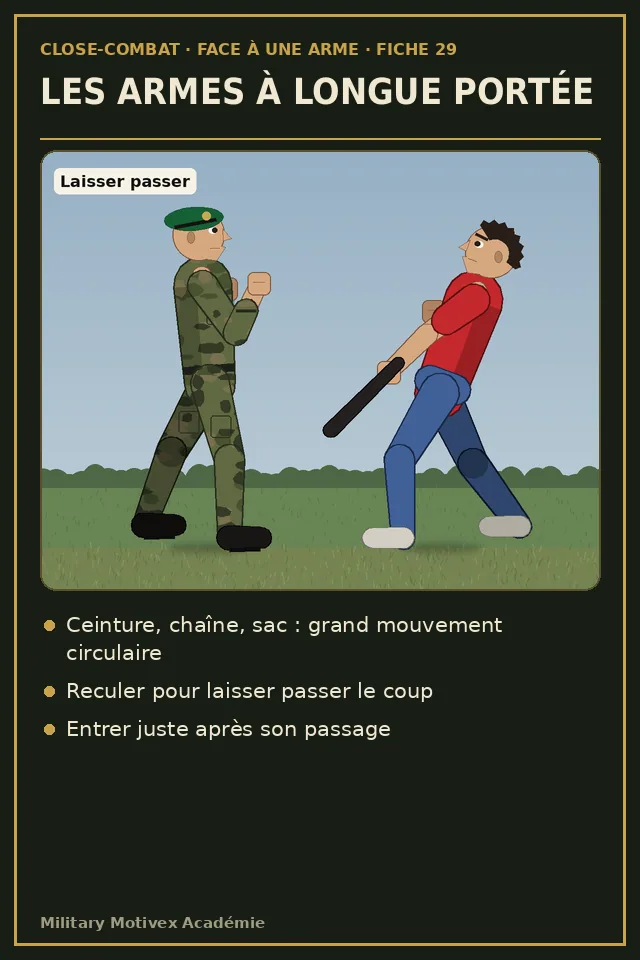 CLOSE-COMBAT · FACE À UNE ARME · FICHE 29
LES ARMES À LONGUE PORTÉE
Laisser passer
Ceinture, chaîne, sac : grand mouvement
circulaire
Reculer pour laisser passer le coup
Entrer juste après son passage
Military Motivex Académie